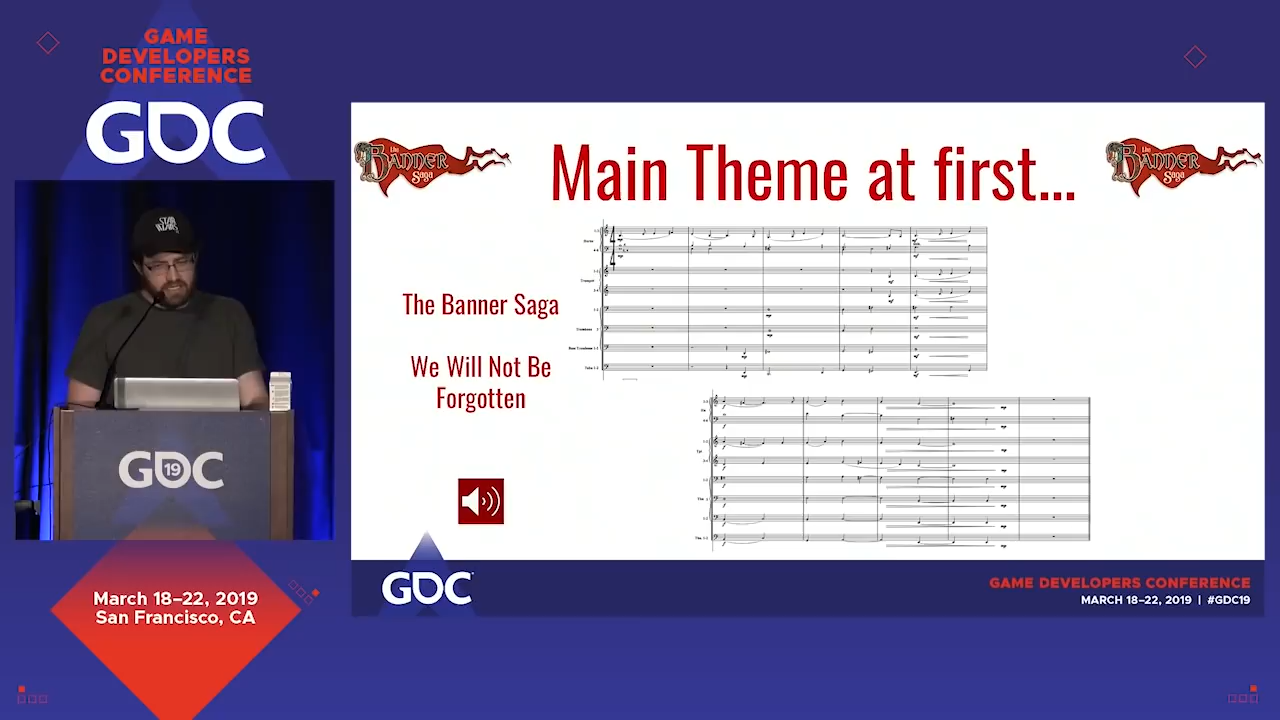 GAME
DEVELOPERS
CONFERENCE
GDC
STAR
WARS
GDC
19
March 18–22, 2019
San Francisco, CA
the
BANNER
Saga
Main Theme at first...
the
BANNER
Saga
The Banner Saga
We Will Not Be
Forgotten
GDC
GAME DEVELOPERS CONFERENCE
MARCH 18–22, 2019 | #GDC19